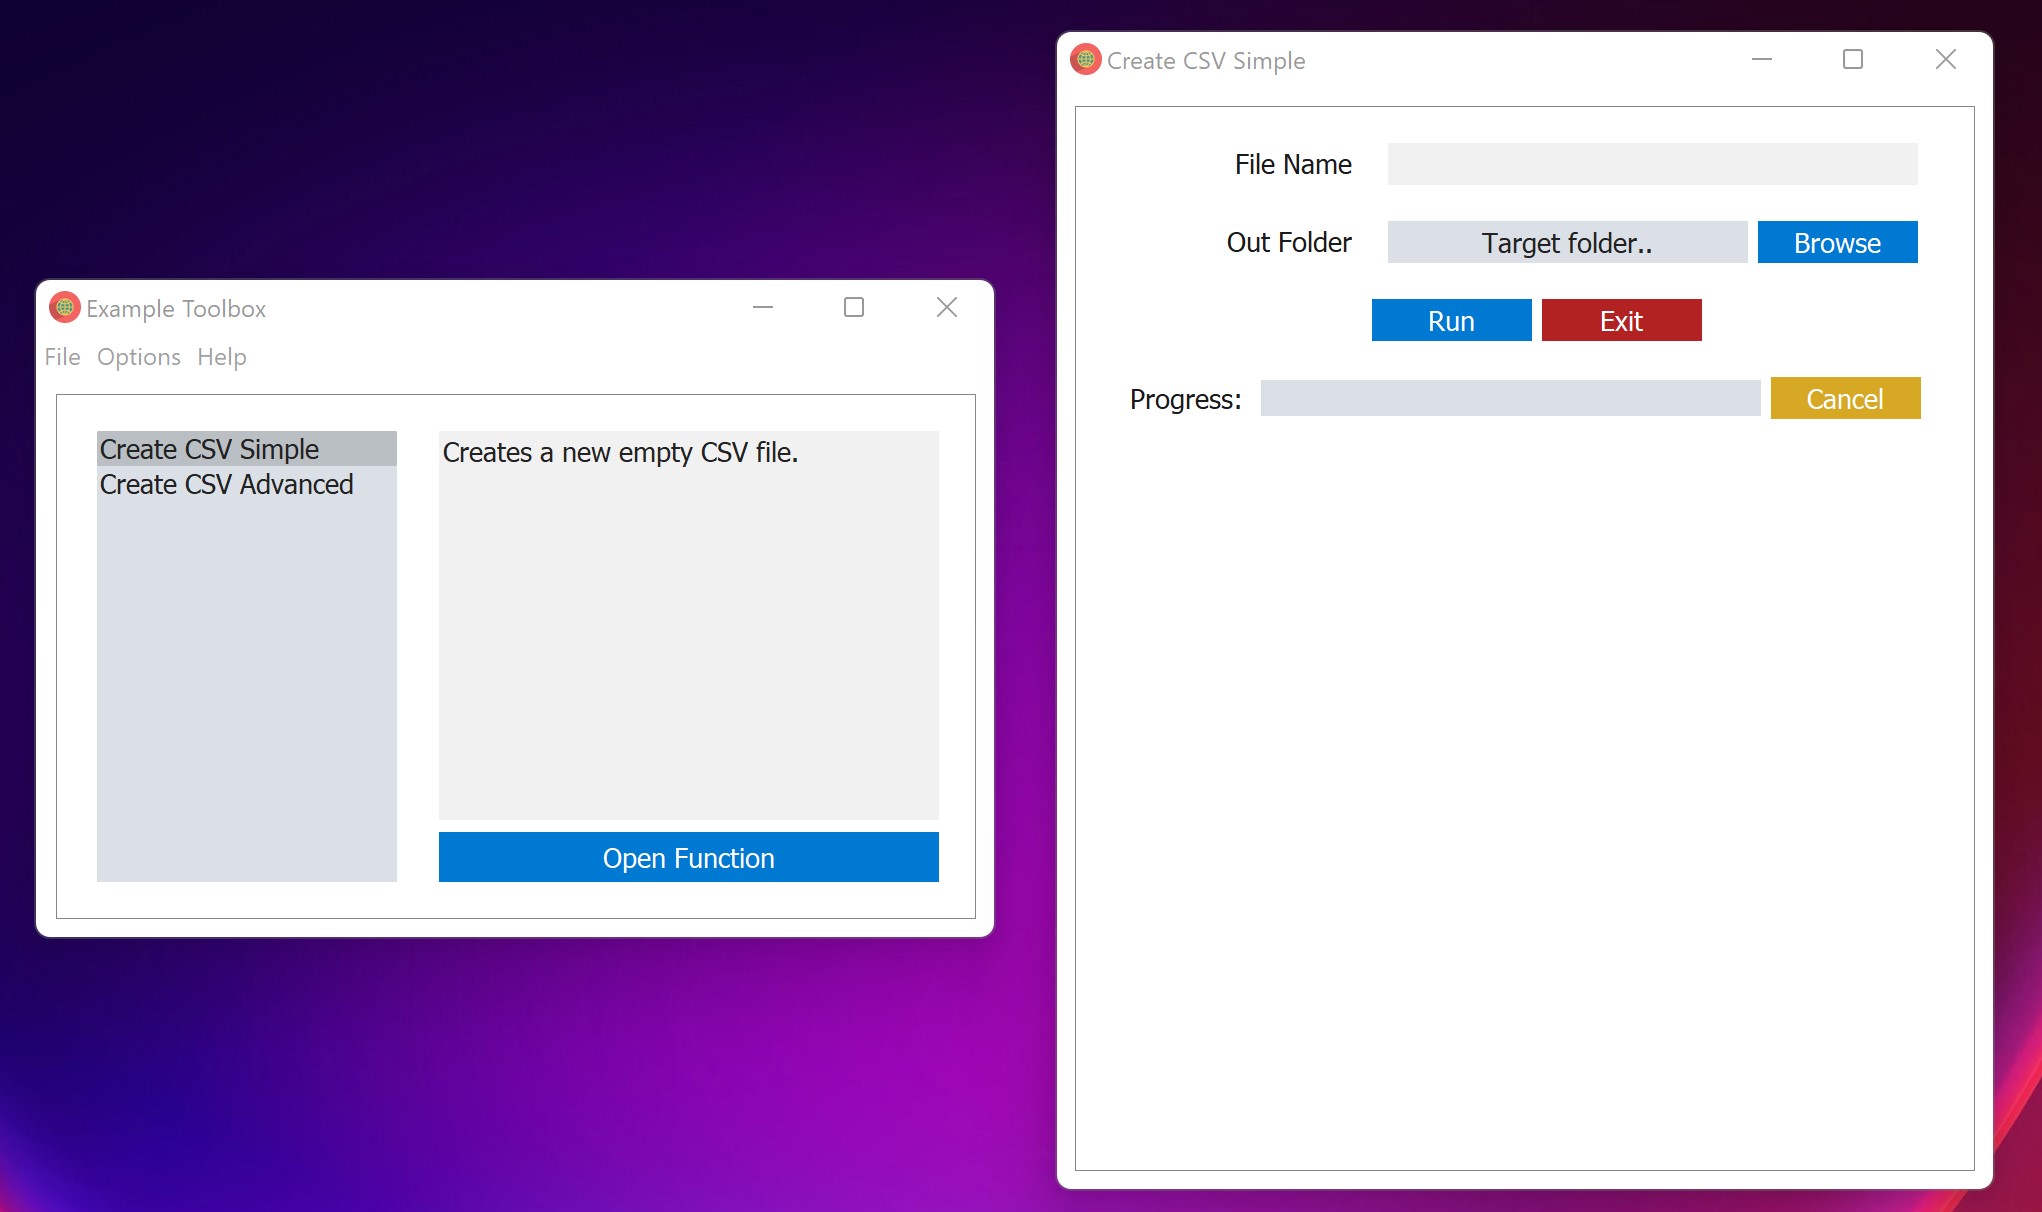 Example Toolbox
File Options Help
Create CSV Simple
Create CSV Advanced
Creates a new empty CSV file.
Open Function
Create CSV Simple
File Name
Out Folder Target folder.. Browse
Run Exit
Progress: Cancel